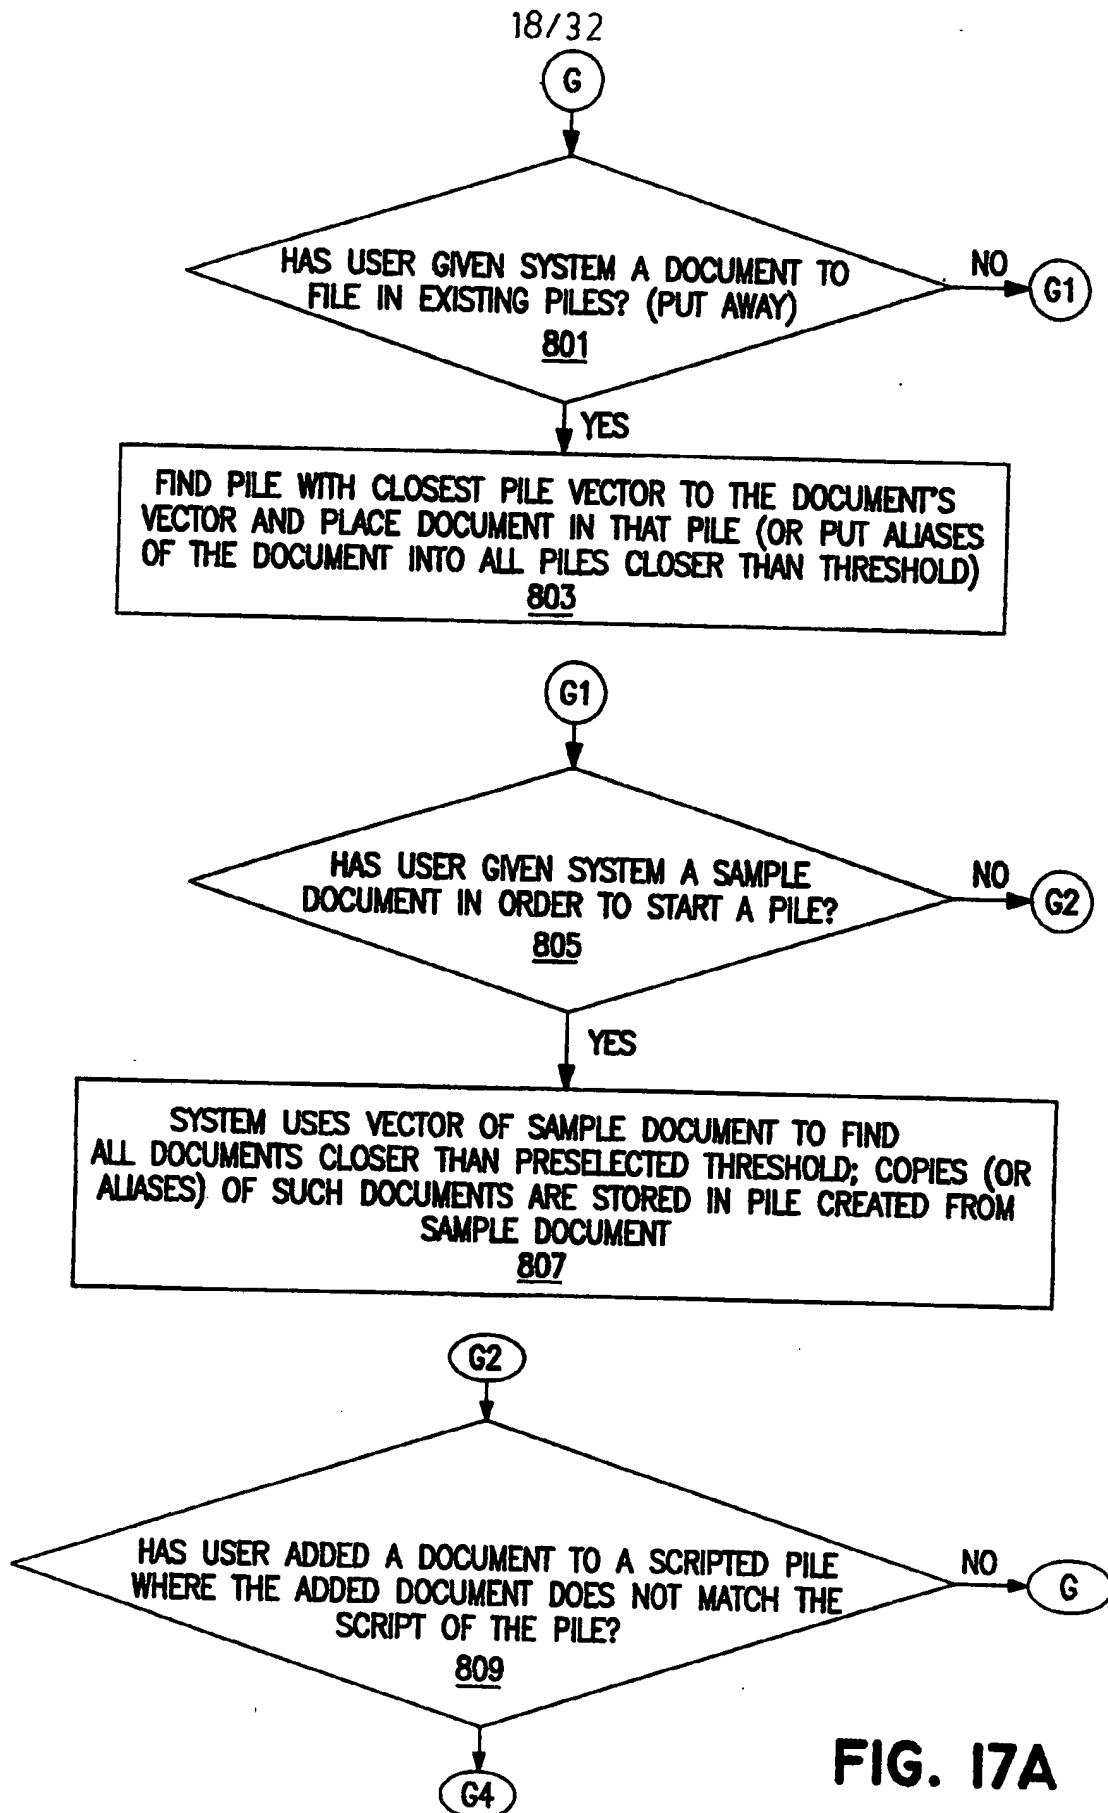 18/32
G
HAS USER GIVEN SYSTEM A DOCUMENT TO
FILE IN EXISTING PILES? (PUT AWAY)
801
NO
G1
YES
FIND PILE WITH CLOSEST PILE VECTOR TO THE DOCUMENT'S
VECTOR AND PLACE DOCUMENT IN THAT PILE (OR PUT ALIASES
OF THE DOCUMENT INTO ALL PILES CLOSER THAN THRESHOLD)
803
G1
HAS USER GIVEN SYSTEM A SAMPLE
DOCUMENT IN ORDER TO START A PILE?
805
NO
G2
YES
SYSTEM USES VECTOR OF SAMPLE DOCUMENT TO FIND
ALL DOCUMENTS CLOSER THAN PRESELECTED THRESHOLD; COPIES (OR
ALIASES) OF SUCH DOCUMENTS ARE STORED IN PILE CREATED FROM
SAMPLE DOCUMENT
807
G2
HAS USER ADDED A DOCUMENT TO A SCRIPTED PILE
WHERE THE ADDED DOCUMENT DOES NOT MATCH THE
SCRIPT OF THE PILE?
809
NO
G
G4
FIG. 17A